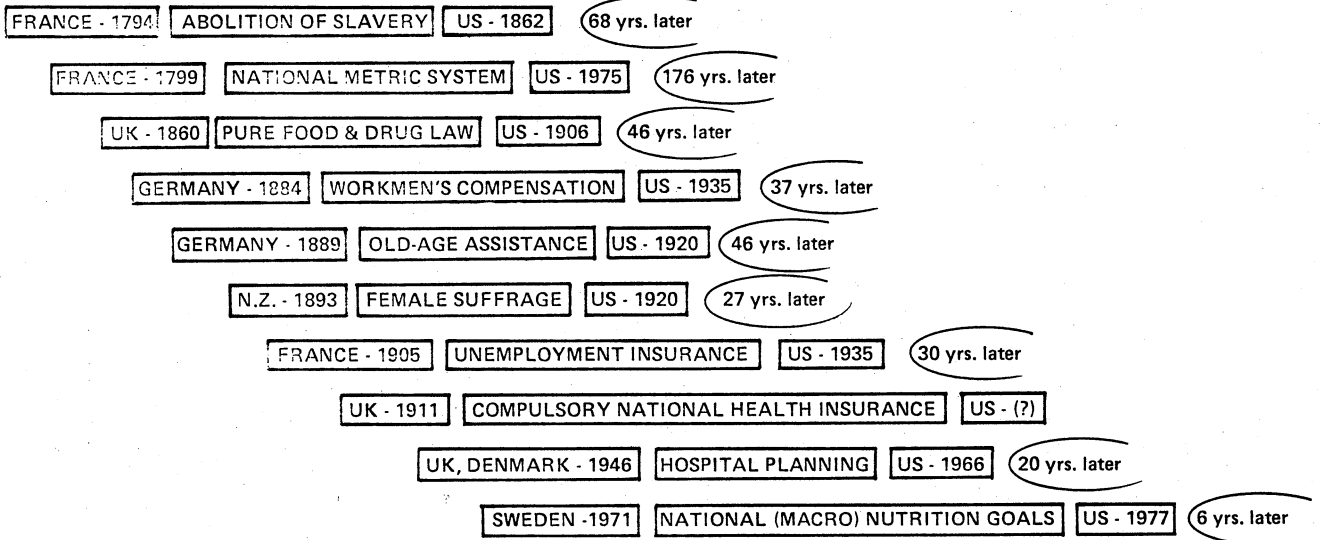 FRANCE - 1794 ABOLITION OF SLAVERY US - 1862 68 yrs. later
FRANCE - 1799 NATIONAL METRIC SYSTEM US - 1975 176 yrs. later
UK - 1860 PURE FOOD & DRUG LAW US - 1906 46 yrs. later
GERMANY - 1884 WORKMEN'S COMPENSATION US - 1935 37 yrs. later
GERMANY - 1889 OLD-AGE ASSISTANCE US - 1920 46 yrs. later
N.Z. - 1893 FEMALE SUFFRAGE US - 1920 27 yrs. later
FRANCE - 1905 UNEMPLOYMENT INSURANCE US - 1935 30 yrs. later
UK - 1911 COMPULSORY NATIONAL HEALTH INSURANCE US - (?)
UK, DENMARK - 1946 HOSPITAL PLANNING US - 1966 20 yrs. later
SWEDEN -1971 NATIONAL (MACRO) NUTRITION GOALS US - 1977 6 yrs. later